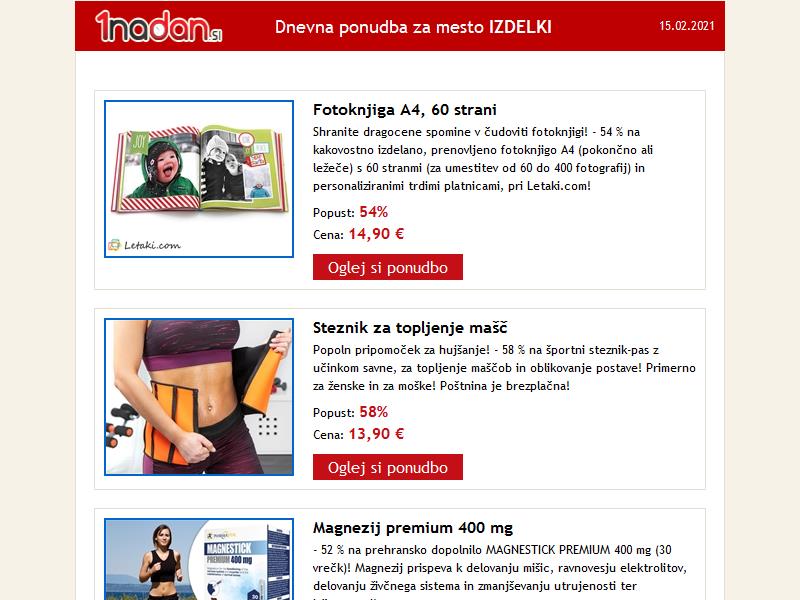 1nadan.si
Dnevna ponudba za mesto IZDELKI
15.02.2021
JOY
Letaki.com
Fotoknjiga A4, 60 strani
Shranite dragocene spomine v čudoviti fotoknjigi! - 54 % na
kakovostno izdelano, prenovljeno fotoknjigo A4 (pokončno ali
ležeče) s 60 stranmi (za umestitev od 60 do 400 fotografij) in
personaliziranimi trdimi platnicami, pri Letaki.com!
Popust: 54%
Cena: 14,90 €
Oglej si ponudbo
Steznik za topljenje mašč
Popoln pripomoček za hujšanje! - 58 % na športni steznik-pas z
učinkom savne, za topljenje maščob in oblikovanje postave! Primerno
za ženske in za moške! Poštnina je brezplačna!
Popust: 58%
Cena: 13,90 €
Oglej si ponudbo
MAGNESTICK
PREMIUM 400 mg
Magnezij premium 400 mg
- 52 % na prehransko dopolnilo MAGNESTICK PREMIUM 400 mg (30
vrečk)! Magnezij prispeva k delovanju mišic, ravnovesju elektrolitov,
delovanju živčnega sistema in zmanjševanju utrujenosti ter